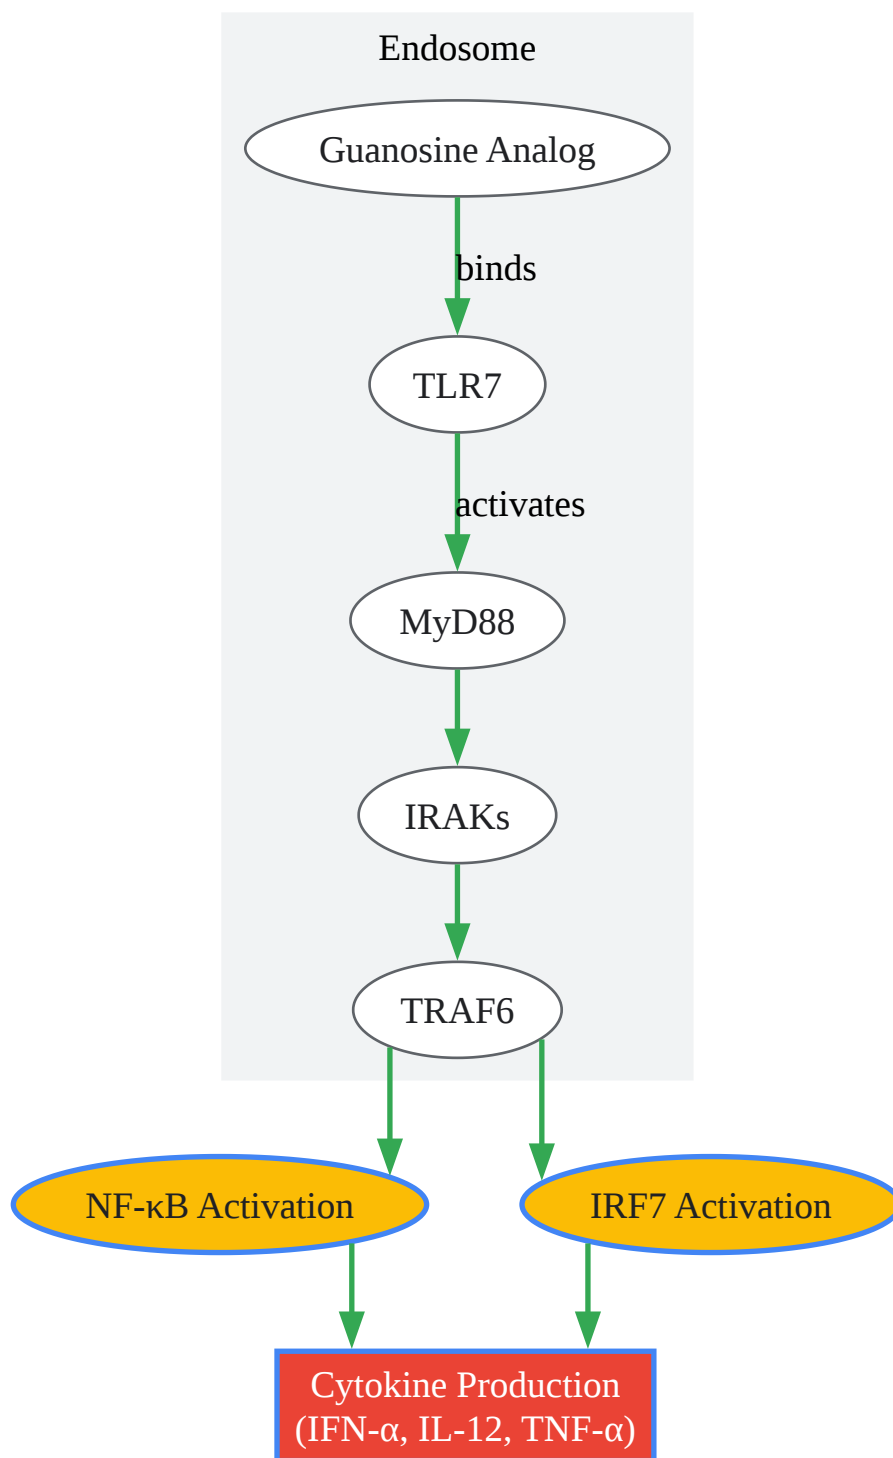 Endosome
Guanosine Analog
binds
TLR7
activates
MyD88
IRAKs
TRAF6
NF-κB Activation
IRF7 Activation
Cytokine Production
(IFN-α, IL-12, TNF-α)